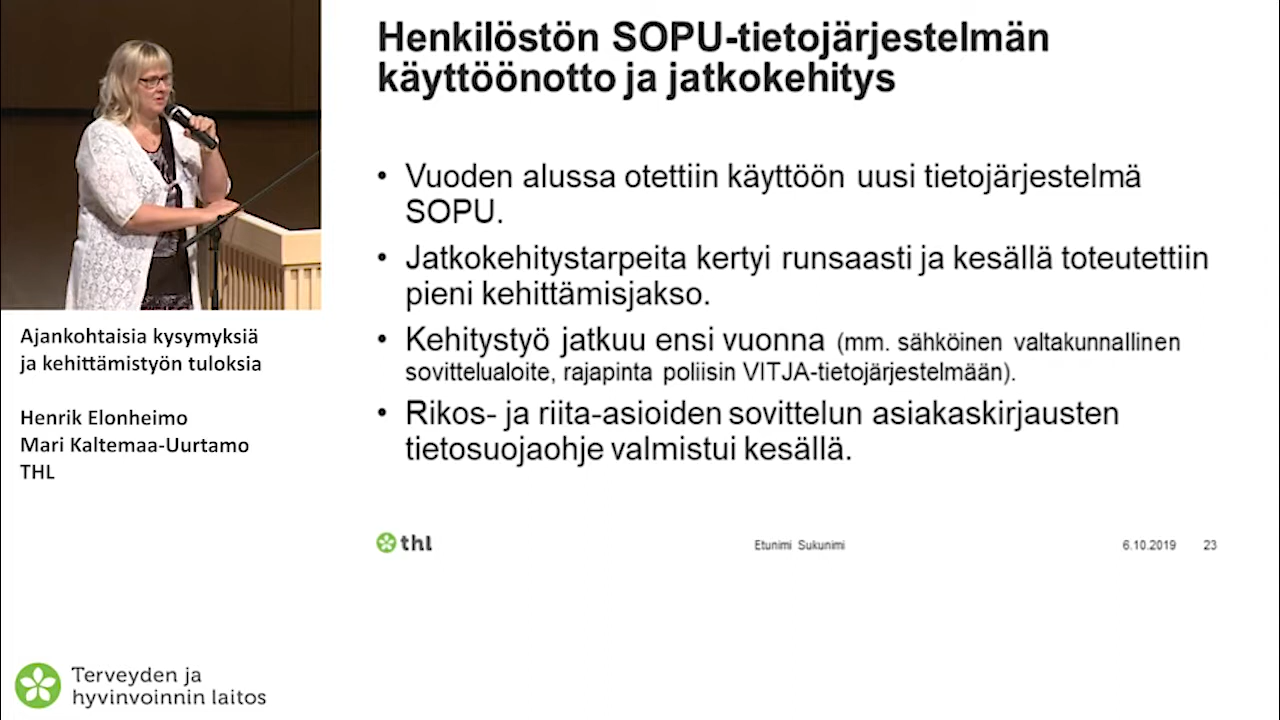 Henkilöstön SOPU-tietojärjestelmän
käyttöönotto ja jatkokehitys
• Vuoden alussa otettiin käyttöön uusi tietojärjestelmä
SOPU.
• Jatkokehitystarpeita kertyi runsaasti ja kesällä toteutettiin
pieni kehittämisjakso.
• Kehitystyö jatkuu ensi vuonna (mm. sähköinen valtakunnallinen
sovittelualoite, rajapinta poliisin VITJA-tietojärjestelmään).
• Rikos- ja riita-asioiden sovittelun asiakaskirjausten
tietosuojaohje valmistui kesällä.
thl
Etunimi Sukunimi
6.10.2019 23
Ajankohtaisia kysymyksiä
ja kehittämistyön tuloksia
Henrik Elonheimo
Mari Kaltemaa-Uurtamo
THL
Terveyden ja
hyvinvoinnin laitos